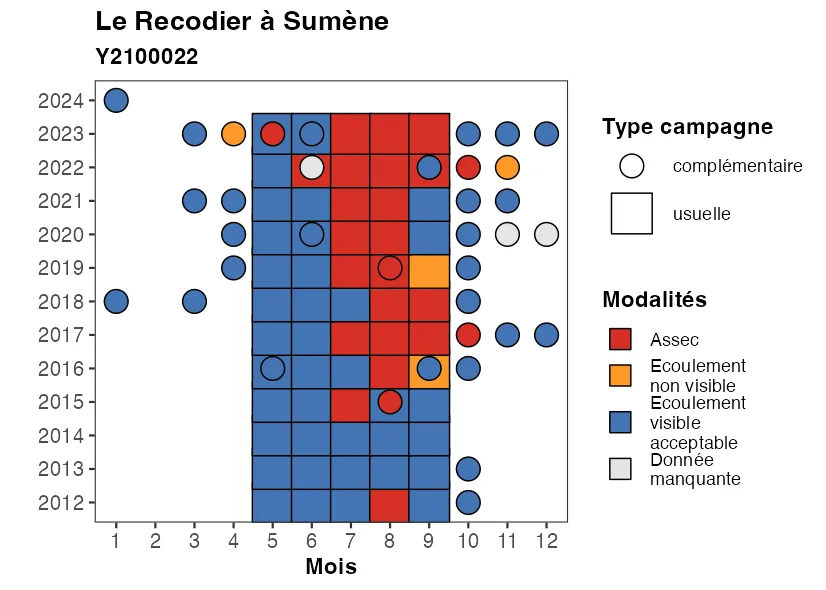 Le Recodier à Sumène
Y2100022
2024
2023
2022
2021
2020
2019
2018
2017
2016
2015
2014
2013
2012
1 2 3 4 5 6 7 8 9 10 11 12
Mois
Type campagne
complémentaire
usuelle
Modalités
Assec
Ecoulement
non visible
Ecoulement
visible
acceptable
Donnée
manquante